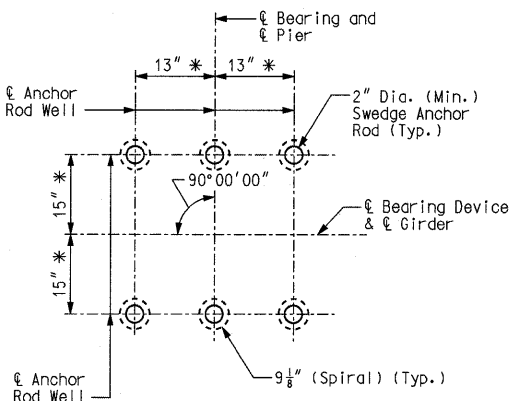 ℄ Bearing and
℄ Pier
13" * 13" *
℄ Anchor
Rod Well
2" Dia. (Min.)
Swedge Anchor
Rod (Typ.)
90°00'00"
15" *
℄ Bearing Device
& ℄ Girder
15" *
9⅛" (Spiral) (Typ.)
℄ Anchor
Rod Well